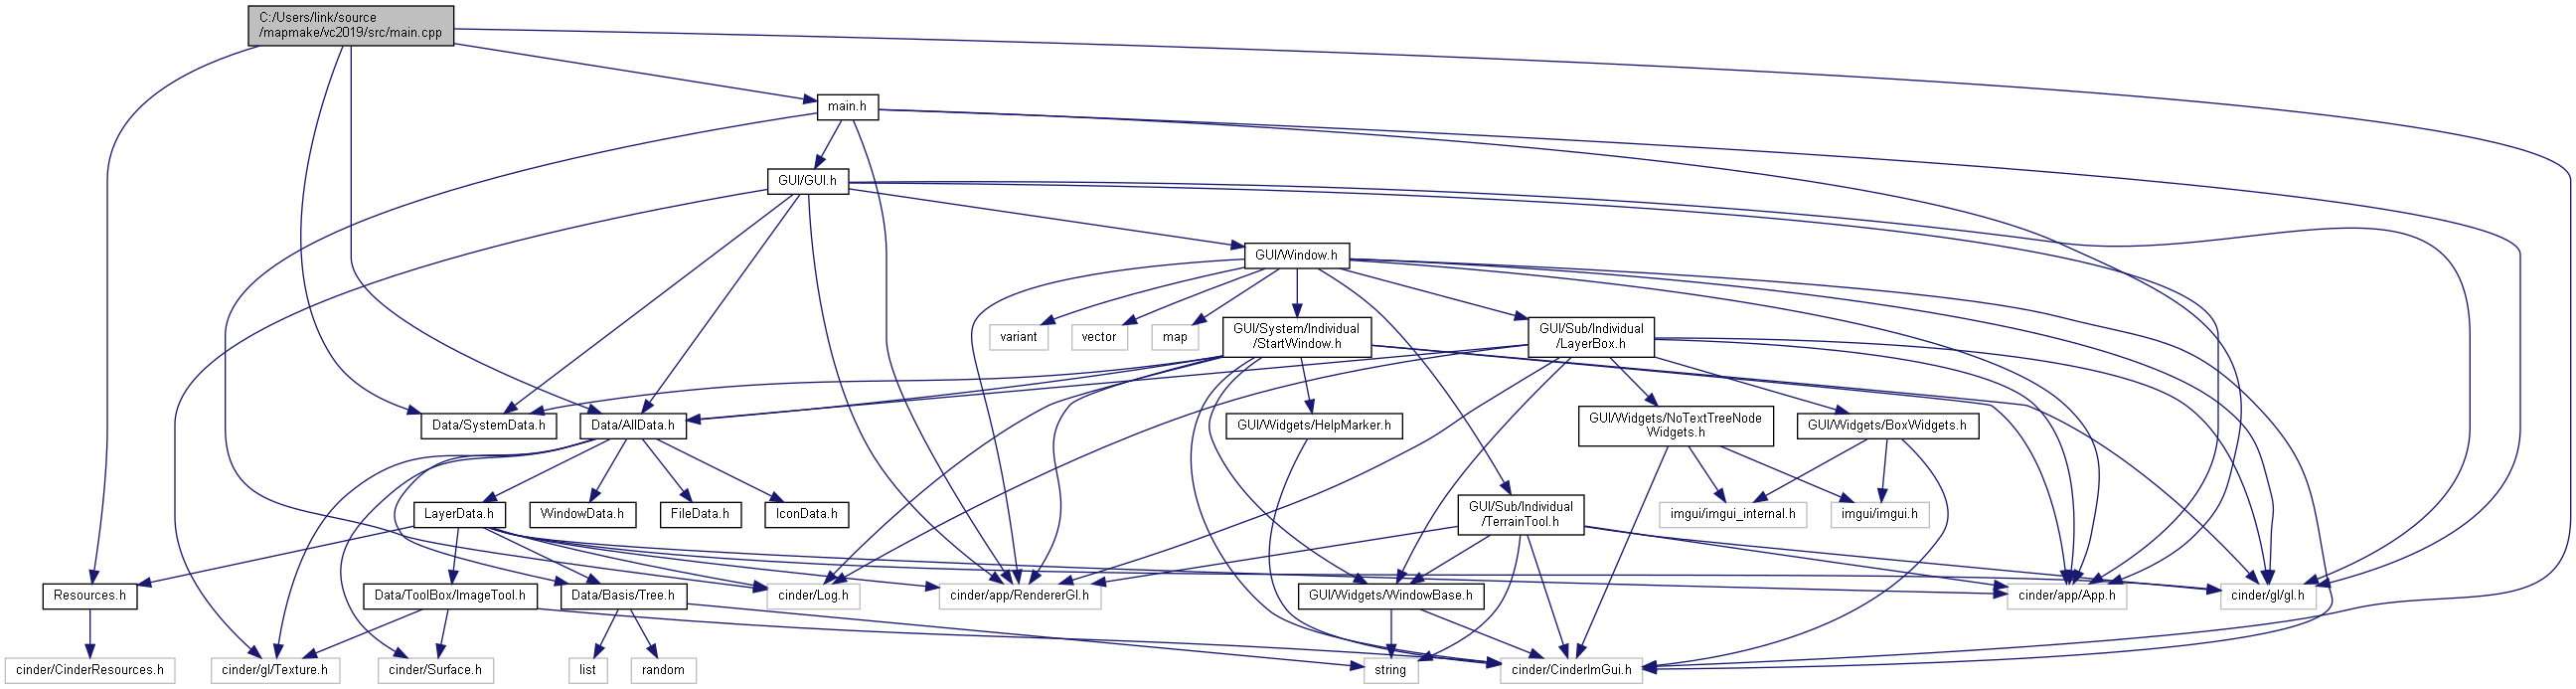 C:/Users/link/source
/mapmake/vc2019/src/main.cpp
main.h
GUI/GUI.h
GUI/Window.h
variant
vector
map
GUI/System/Individual
/StartWindow.h
GUI/Sub/Individual
/LayerBox.h
Data/SystemData.h
Data/AllData.h
GUI/Widgets/HelpMarker.h
GUI/Widgets/NoTextTreeNode
Widgets.h
GUI/Widgets/BoxWidgets.h
LayerData.h
WindowData.h
FileData.h
IconData.h
GUI/Sub/Individual
/TerrainTool.h
imgui/imgui_internal.h
imgui/imgui.h
Resources.h
Data/ToolBox/ImageTool.h
Data/Basis/Tree.h
cinder/Log.h
cinder/app/RendererGl.h
GUI/Widgets/WindowBase.h
cinder/app/App.h
cinder/gl/gl.h
cinder/CinderResources.h
cinder/gl/Texture.h
cinder/Surface.h
list
random
string
cinder/CinderImGui.h